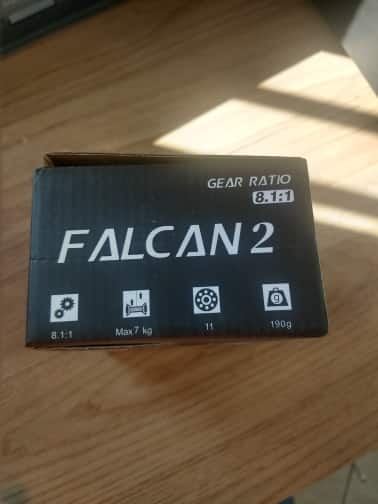 GEAR RATIO
8.1:1
FALCAN 2
g
8.1:1 Max 7 kg 11 190g